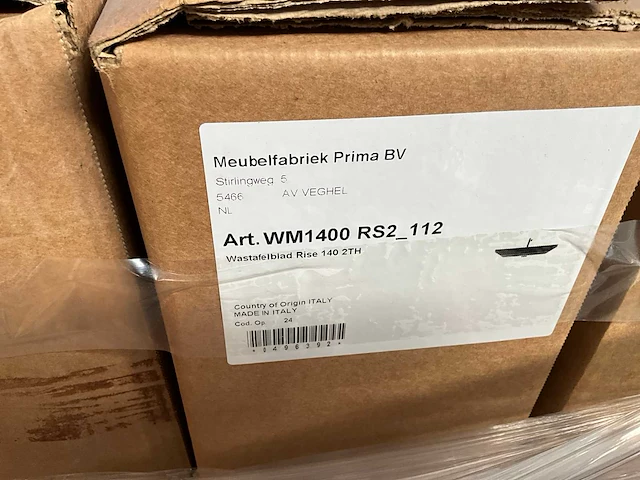 Meubelfabriek Prima BV
Stirlingweg 5
5466 AV VEGHEL
NL
Art. WM1400 RS2_112
Wastafelblad Rise 140 2TH
Country of Origin ITALY
MADE IN ITALY
Cod. Op. 24
*0496392*